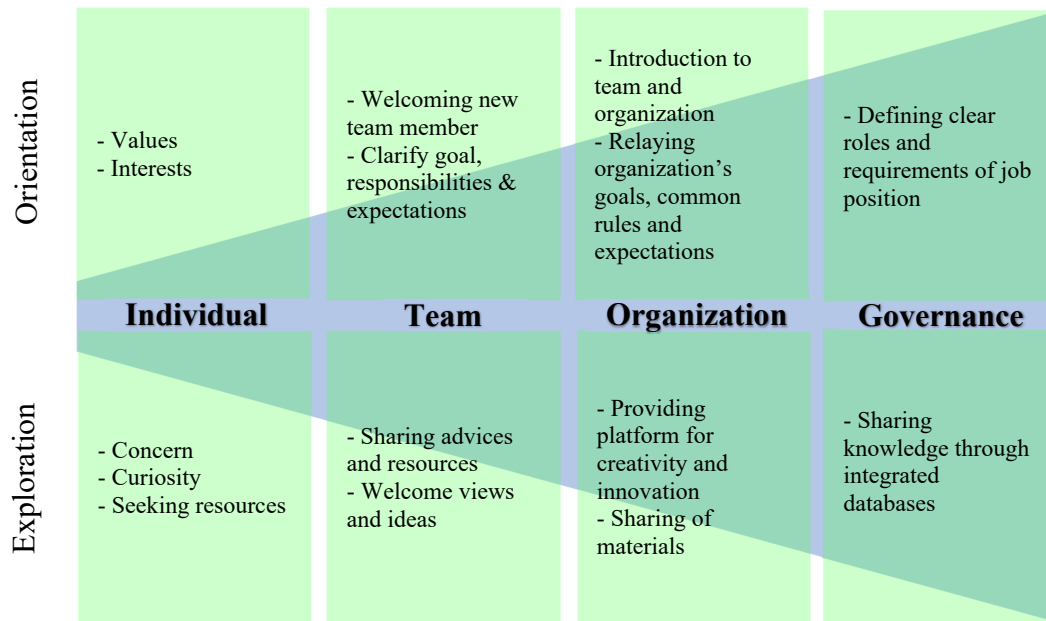 Orientation
- Values
- Interests
- Welcoming new
team member
- Clarify goal,
responsibilities &
expectations
- Introduction to
team and
organization
- Relaying
organization’s
goals, common
rules and
expectations
- Defining clear
roles and
requirements of job
position
Individual
Team
Organization
Governance
Exploration
- Concern
- Curiosity
- Seeking resources
- Sharing advices
and resources
- Welcome views
and ideas
- Providing
platform for
creativity and
innovation
- Sharing of
materials
- Sharing
knowledge through
integrated
databases